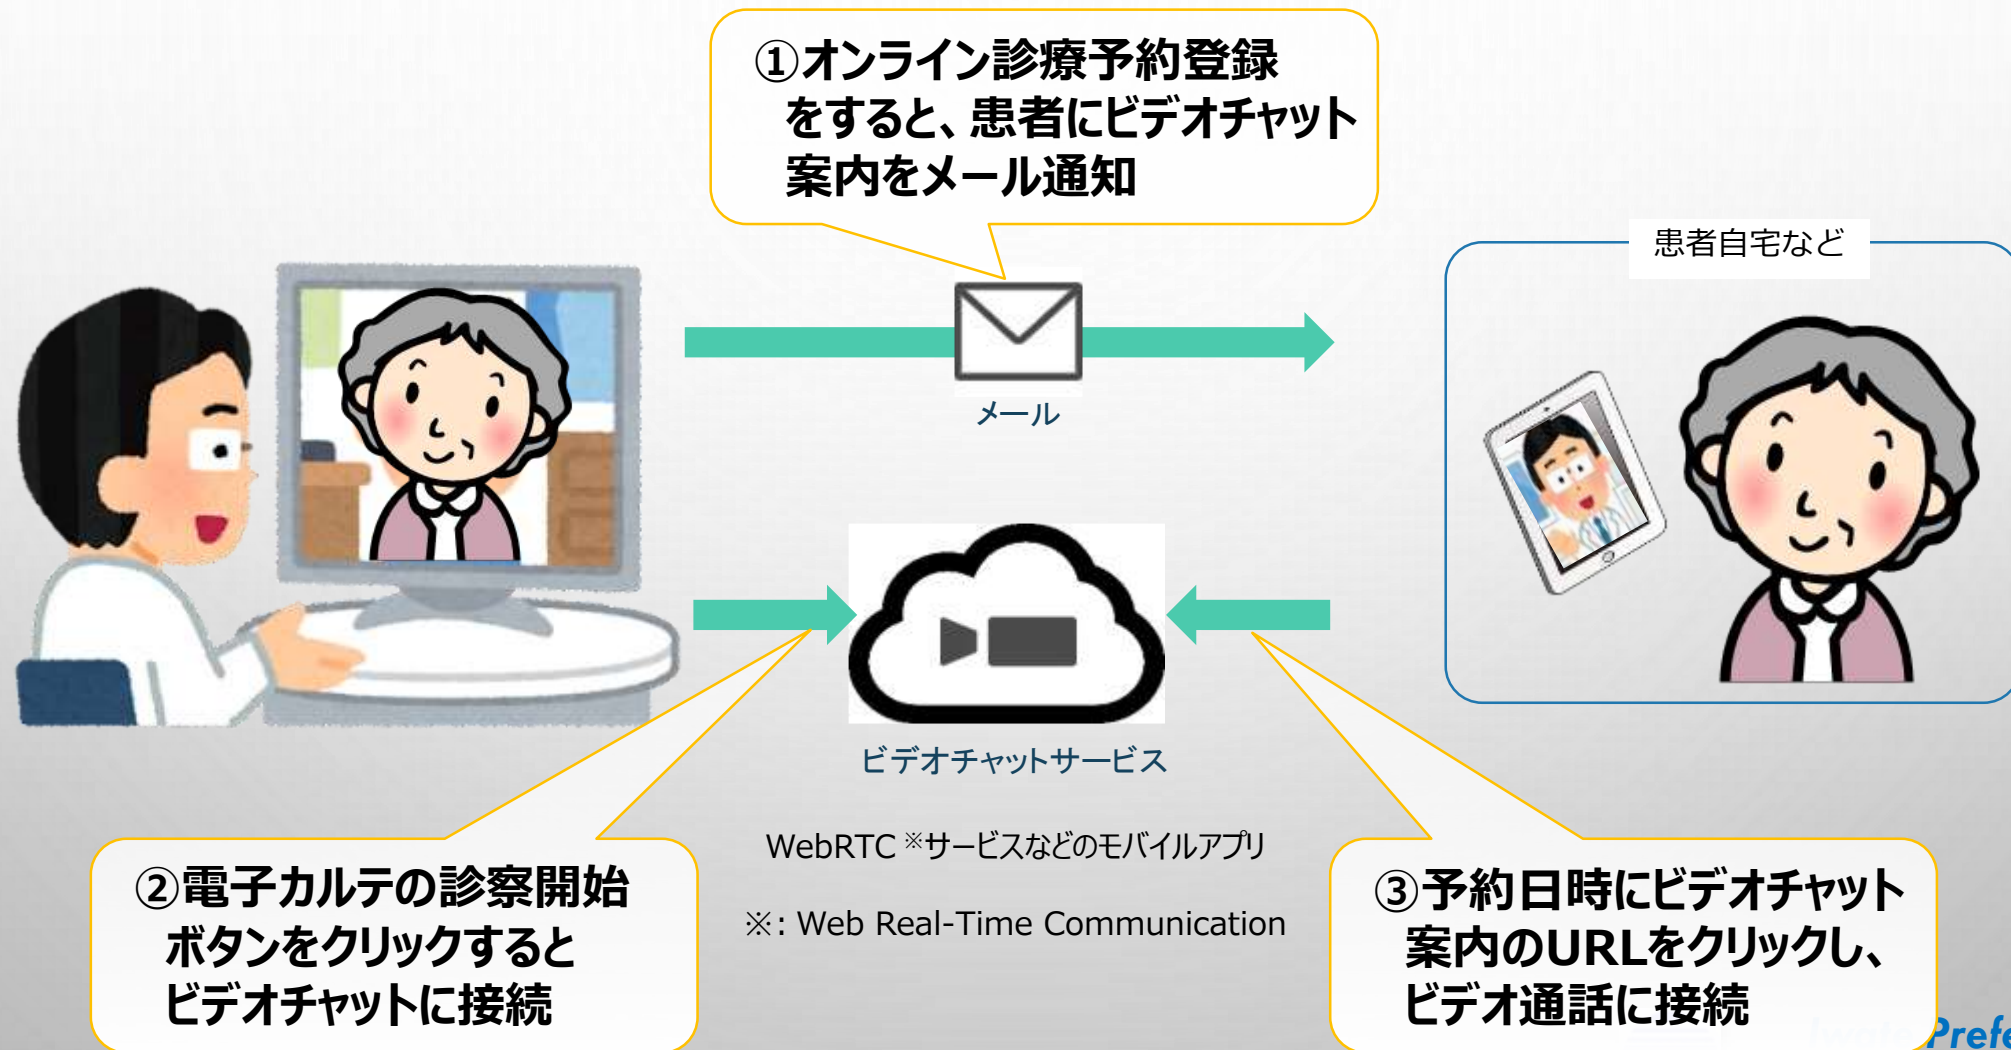 ①オンライン診療予約登録
をすると、患者にビデオチャット
案内をメール通知
患者自宅など
メール
ビデオチャットサービス
WebRTC ※サービスなどのモバイルアプリ
※: Web Real-Time Communication
②電子カルテの診察開始
ボタンをクリックすると
ビデオチャットに接続
③予約日時にビデオチャット
案内のURLをクリックし、
ビデオ通話に接続